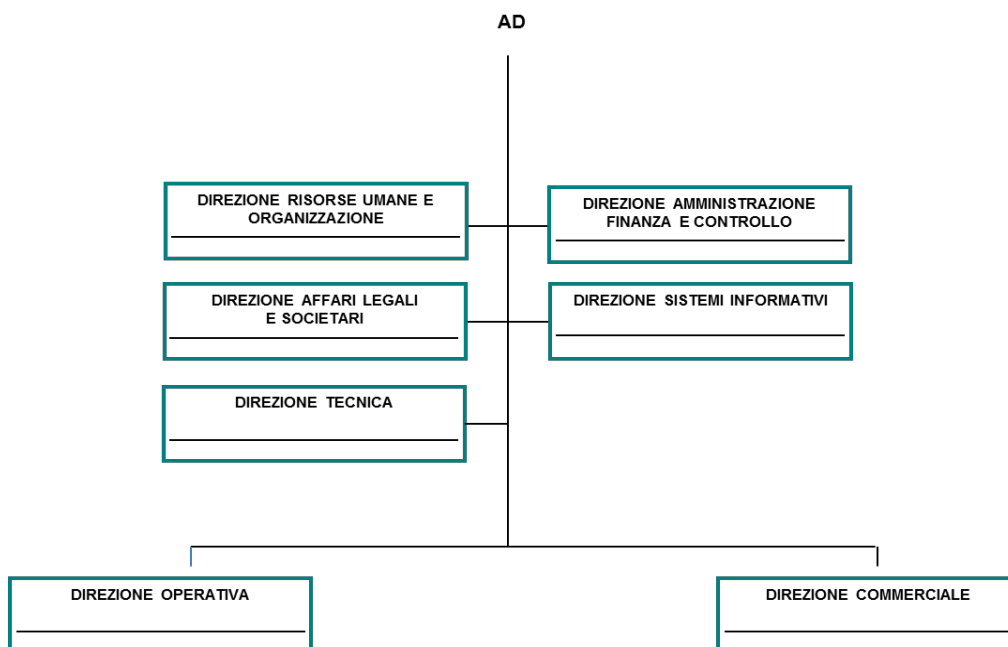 AD
DIREZIONE RISORSE UMANE E
ORGANIZZAZIONE
DIREZIONE AMMINISTRAZIONE
FINANZA E CONTROLLO
DIREZIONE AFFARI LEGALI
E SOCIETARI
DIREZIONE SISTEMI INFORMATIVI
DIREZIONE TECNICA
DIREZIONE OPERATIVA
DIREZIONE COMMERCIALE